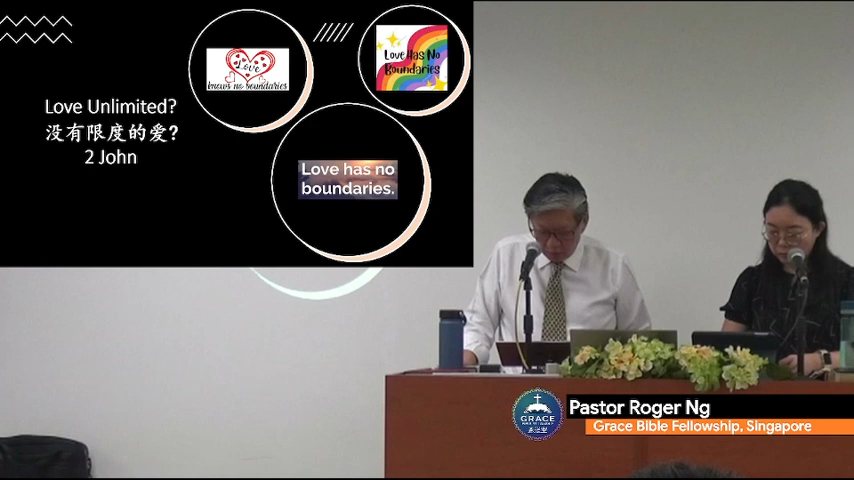 Love Unlimited?
没有限度的爱?
2 John
Love
knows no boundaries
Love Has No
Boundaries
Love has no
boundaries.
GRACE
Pastor Roger Ng
Grace Bible Fellowship, Singapore